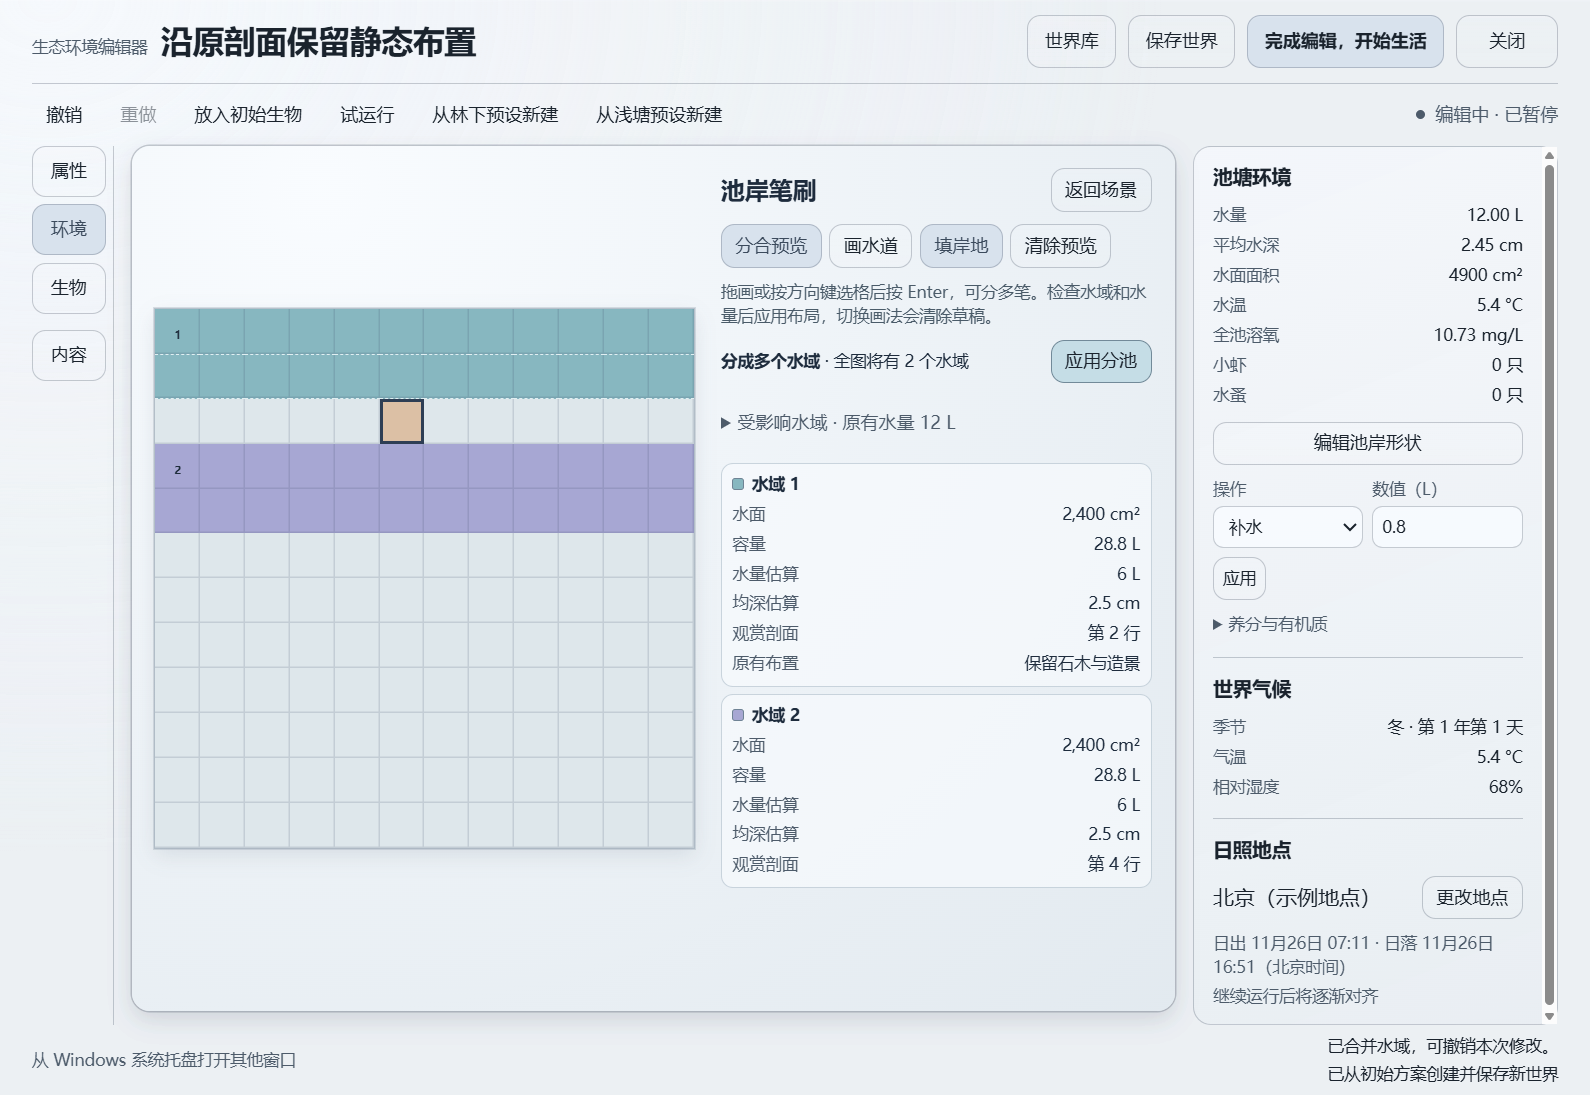 生态环境编辑器 沿原剖面保留静态布置
世界库 保存世界 完成编辑，开始生活 关闭
撤销 重做 放入初始生物 试运行 从林下预设新建 从浅塘预设新建
编辑中 · 已暂停
属性
环境
生物
内容
1
2
池岸笔刷
返回场景
分合预览 画水道 填岸地 清除预览
拖画或按方向键选格后按 Enter，可分多笔。检查水域和水
量后应用布局，切换画法会清除草稿。
分成多个水域 · 全图将有 2 个水域
应用分池
受影响水域 · 原有水量 12 L
水域 1
水面 2,400 cm²
容量 28.8 L
水量估算 6 L
均深估算 2.5 cm
观赏剖面 第 2 行
原有布置 保留石木与造景
水域 2
水面 2,400 cm²
容量 28.8 L
水量估算 6 L
均深估算 2.5 cm
观赏剖面 第 4 行
池塘环境
水量 12.00 L
平均水深 2.45 cm
水面面积 4900 cm²
水温 5.4 °C
全池溶氧 10.73 mg/L
小虾 0 只
水蚤 0 只
编辑池岸形状
操作 数值（L）
补水 0.8
应用
养分与有机质
世界气候
季节 冬 · 第 1 年第 1 天
气温 5.4 °C
相对湿度 68%
日照地点
北京（示例地点） 更改地点
日出 11月26日 07:11 · 日落 11月26日
16:51（北京时间）
继续运行后将逐渐对齐
从 Windows 系统托盘打开其他窗口
已合并水域，可撤销本次修改。
已从初始方案创建并保存新世界